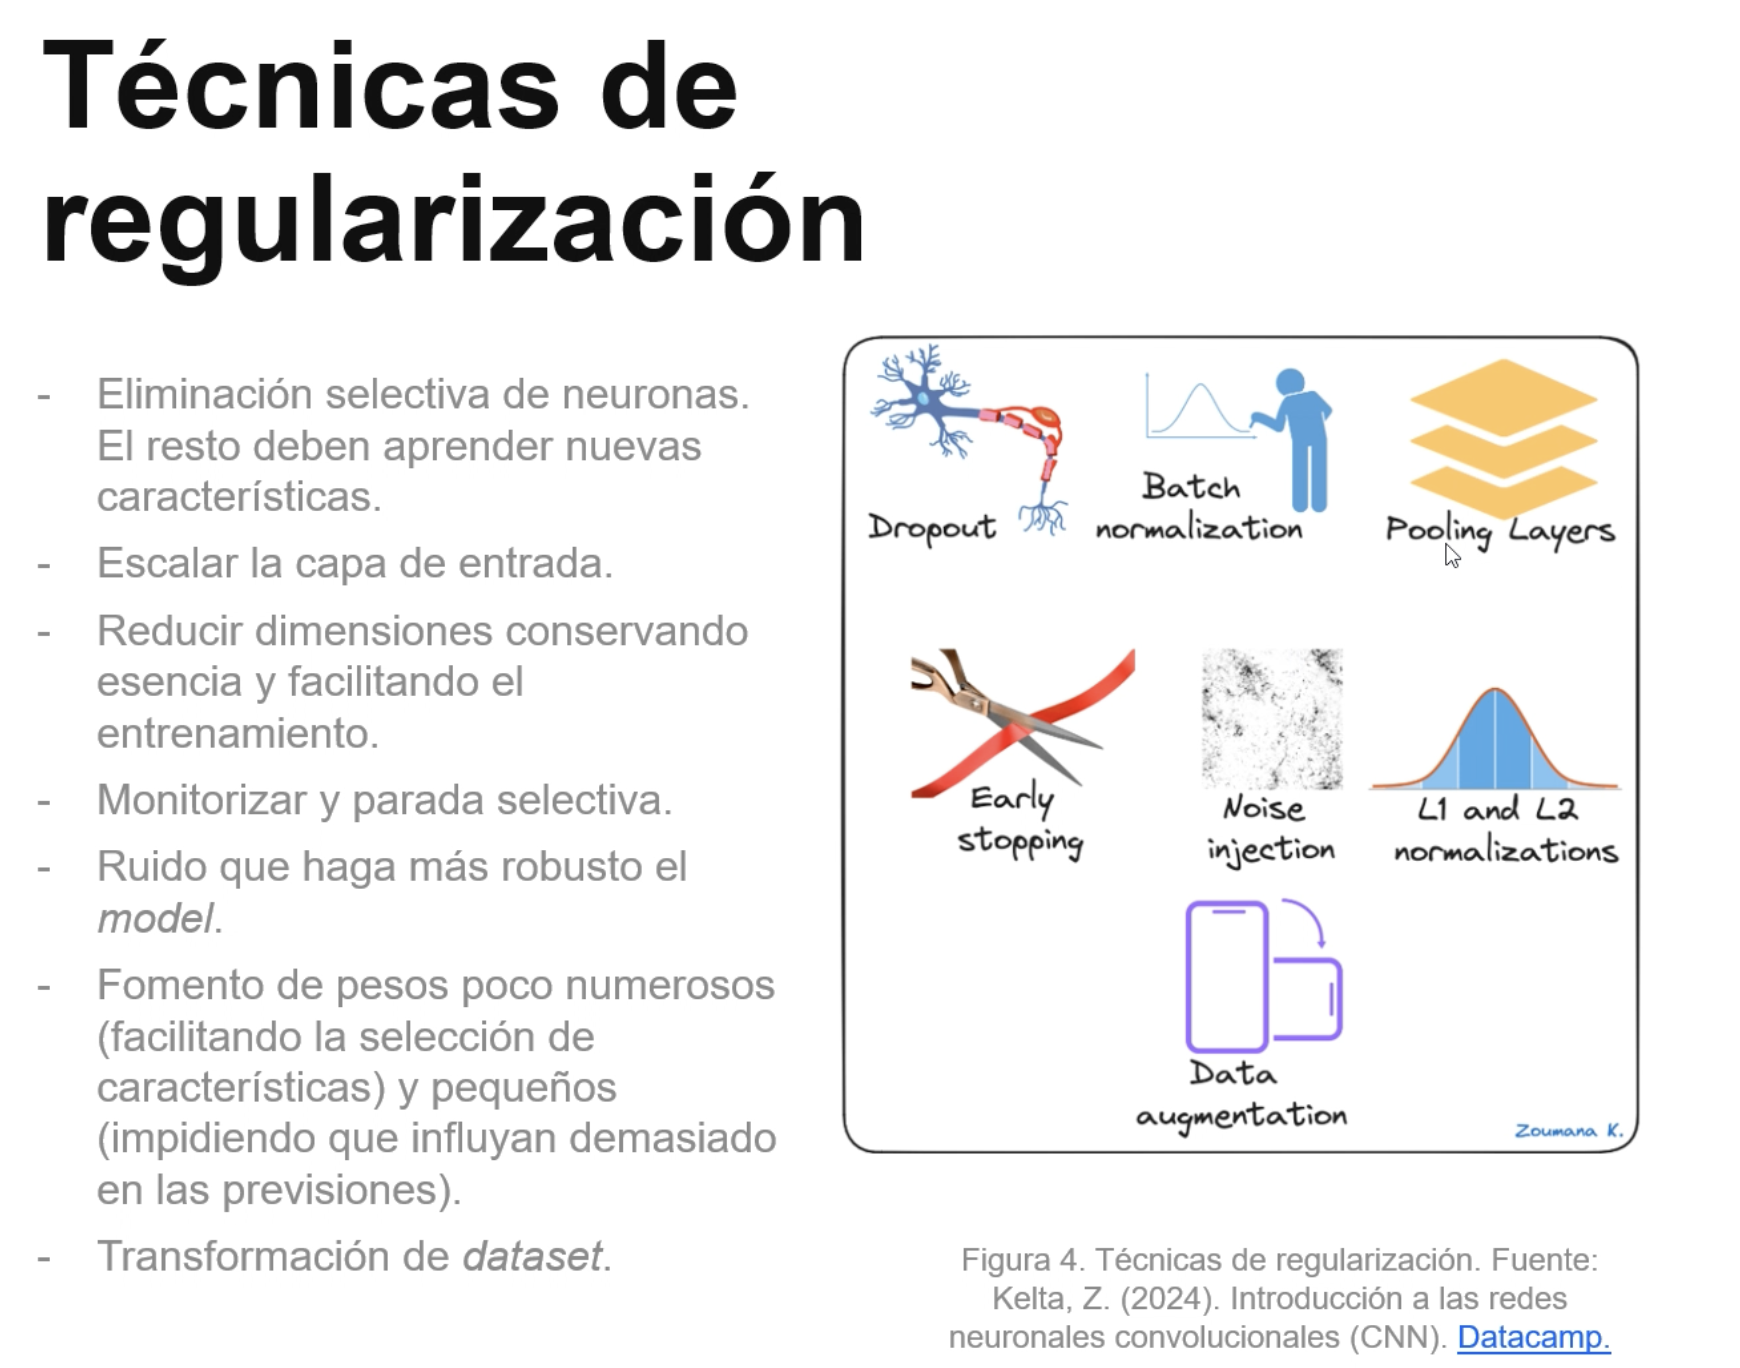 Técnicas de
regularización
- Eliminación selectiva de neuronas.
El resto deben aprender nuevas
características.
- Escalar la capa de entrada.
- Reducir dimensiones conservando
esencia y facilitando el
entrenamiento.
- Monitorizar y parada selectiva.
- Ruido que haga más robusto el
model.
- Fomento de pesos poco numerosos
(facilitando la selección de
características) y pequeños
(impidiendo que influyan demasiado
en las previsiones).
- Transformación de dataset.
Dropout
Batch
normalization
Pooling Layers
Early
stopping
Noise
injection
L1 and L2
normalizations
Data
augmentation
Zoumana K.
Figura 4. Técnicas de regularización. Fuente:
Kelta, Z. (2024). Introducción a las redes
neuronales convolucionales (CNN). Datacamp.